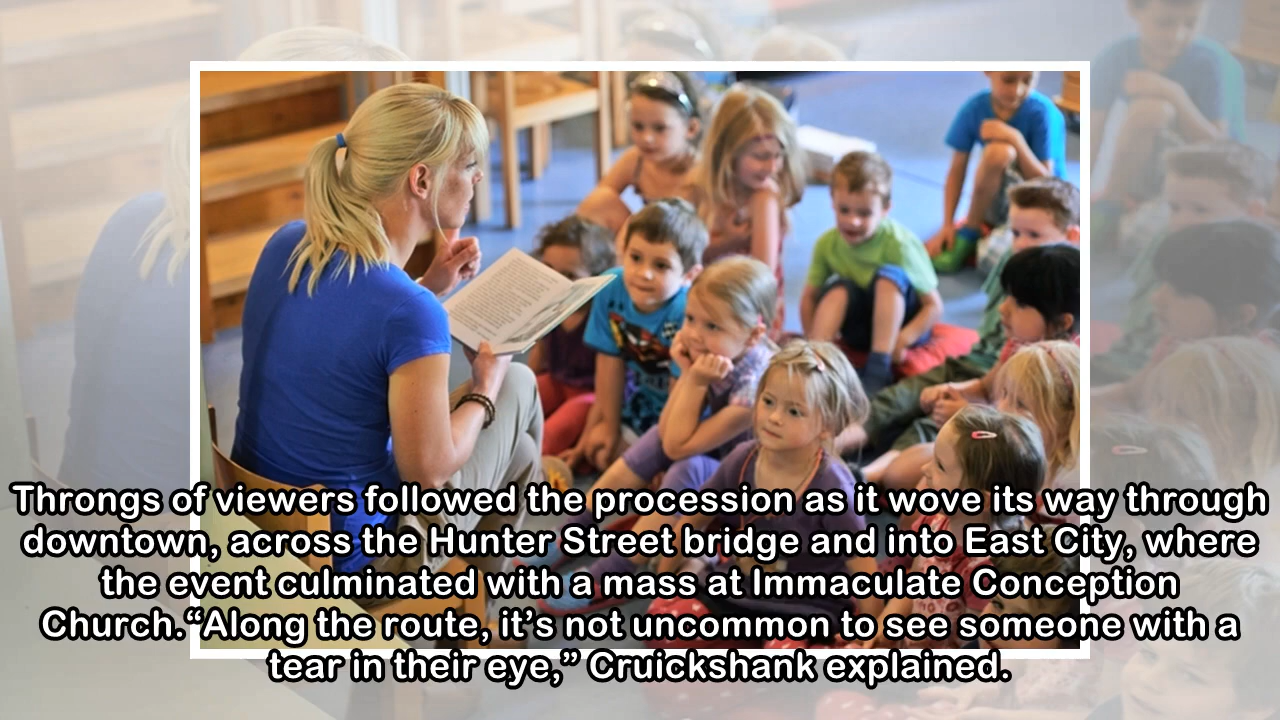 Throngs of viewers followed the procession as it wove its way through
downtown, across the Hunter Street bridge and into East City, where
the event culminated with a mass at Immaculate Conception
Church.“Along the route, it’s not uncommon to see someone with a
tear in their eye,” Cruickshank explained.